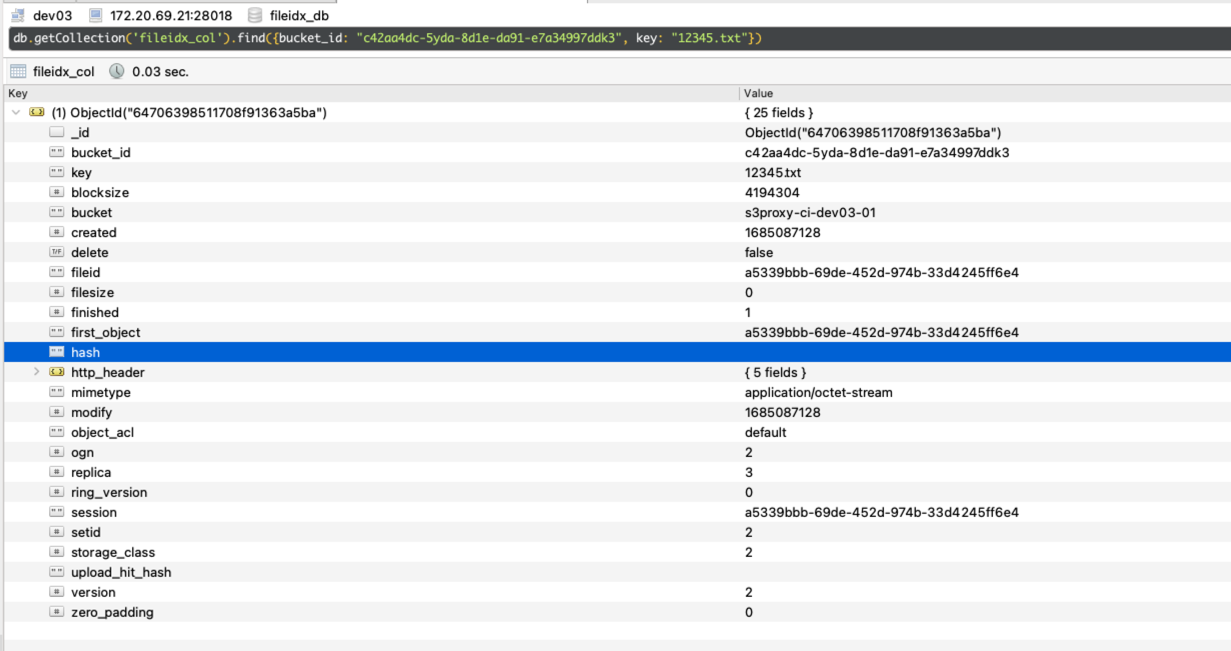 dev03 172.20.69.21:28018 fileidx_db
db.getCollection('fileidx_col').find({bucket_id: "c42aa4dc-5yda-8d1e-da91-e7a34997ddk3", key: "12345.txt"})
fileidx_col 0.03 sec.
Key Value
(1) ObjectId("64706398511708f91363a5ba") { 25 fields }
_id ObjectId("64706398511708f91363a5ba")
bucket_id c42aa4dc-5yda-8d1e-da91-e7a34997ddk3
key 12345.txt
blocksize 4194304
bucket s3proxy-ci-dev03-01
created 1685087128
delete false
fileid a5339bbb-69de-452d-974b-33d4245ff6e4
filesize 0
finished 1
first_object a5339bbb-69de-452d-974b-33d4245ff6e4
hash
http_header { 5 fields }
mimetype application/octet-stream
modify 1685087128
object_acl default
ogn 2
replica 3
ring_version 0
session a5339bbb-69de-452d-974b-33d4245ff6e4
setid 2
storage_class 2
upload_hit_hash
version 2
zero_padding 0